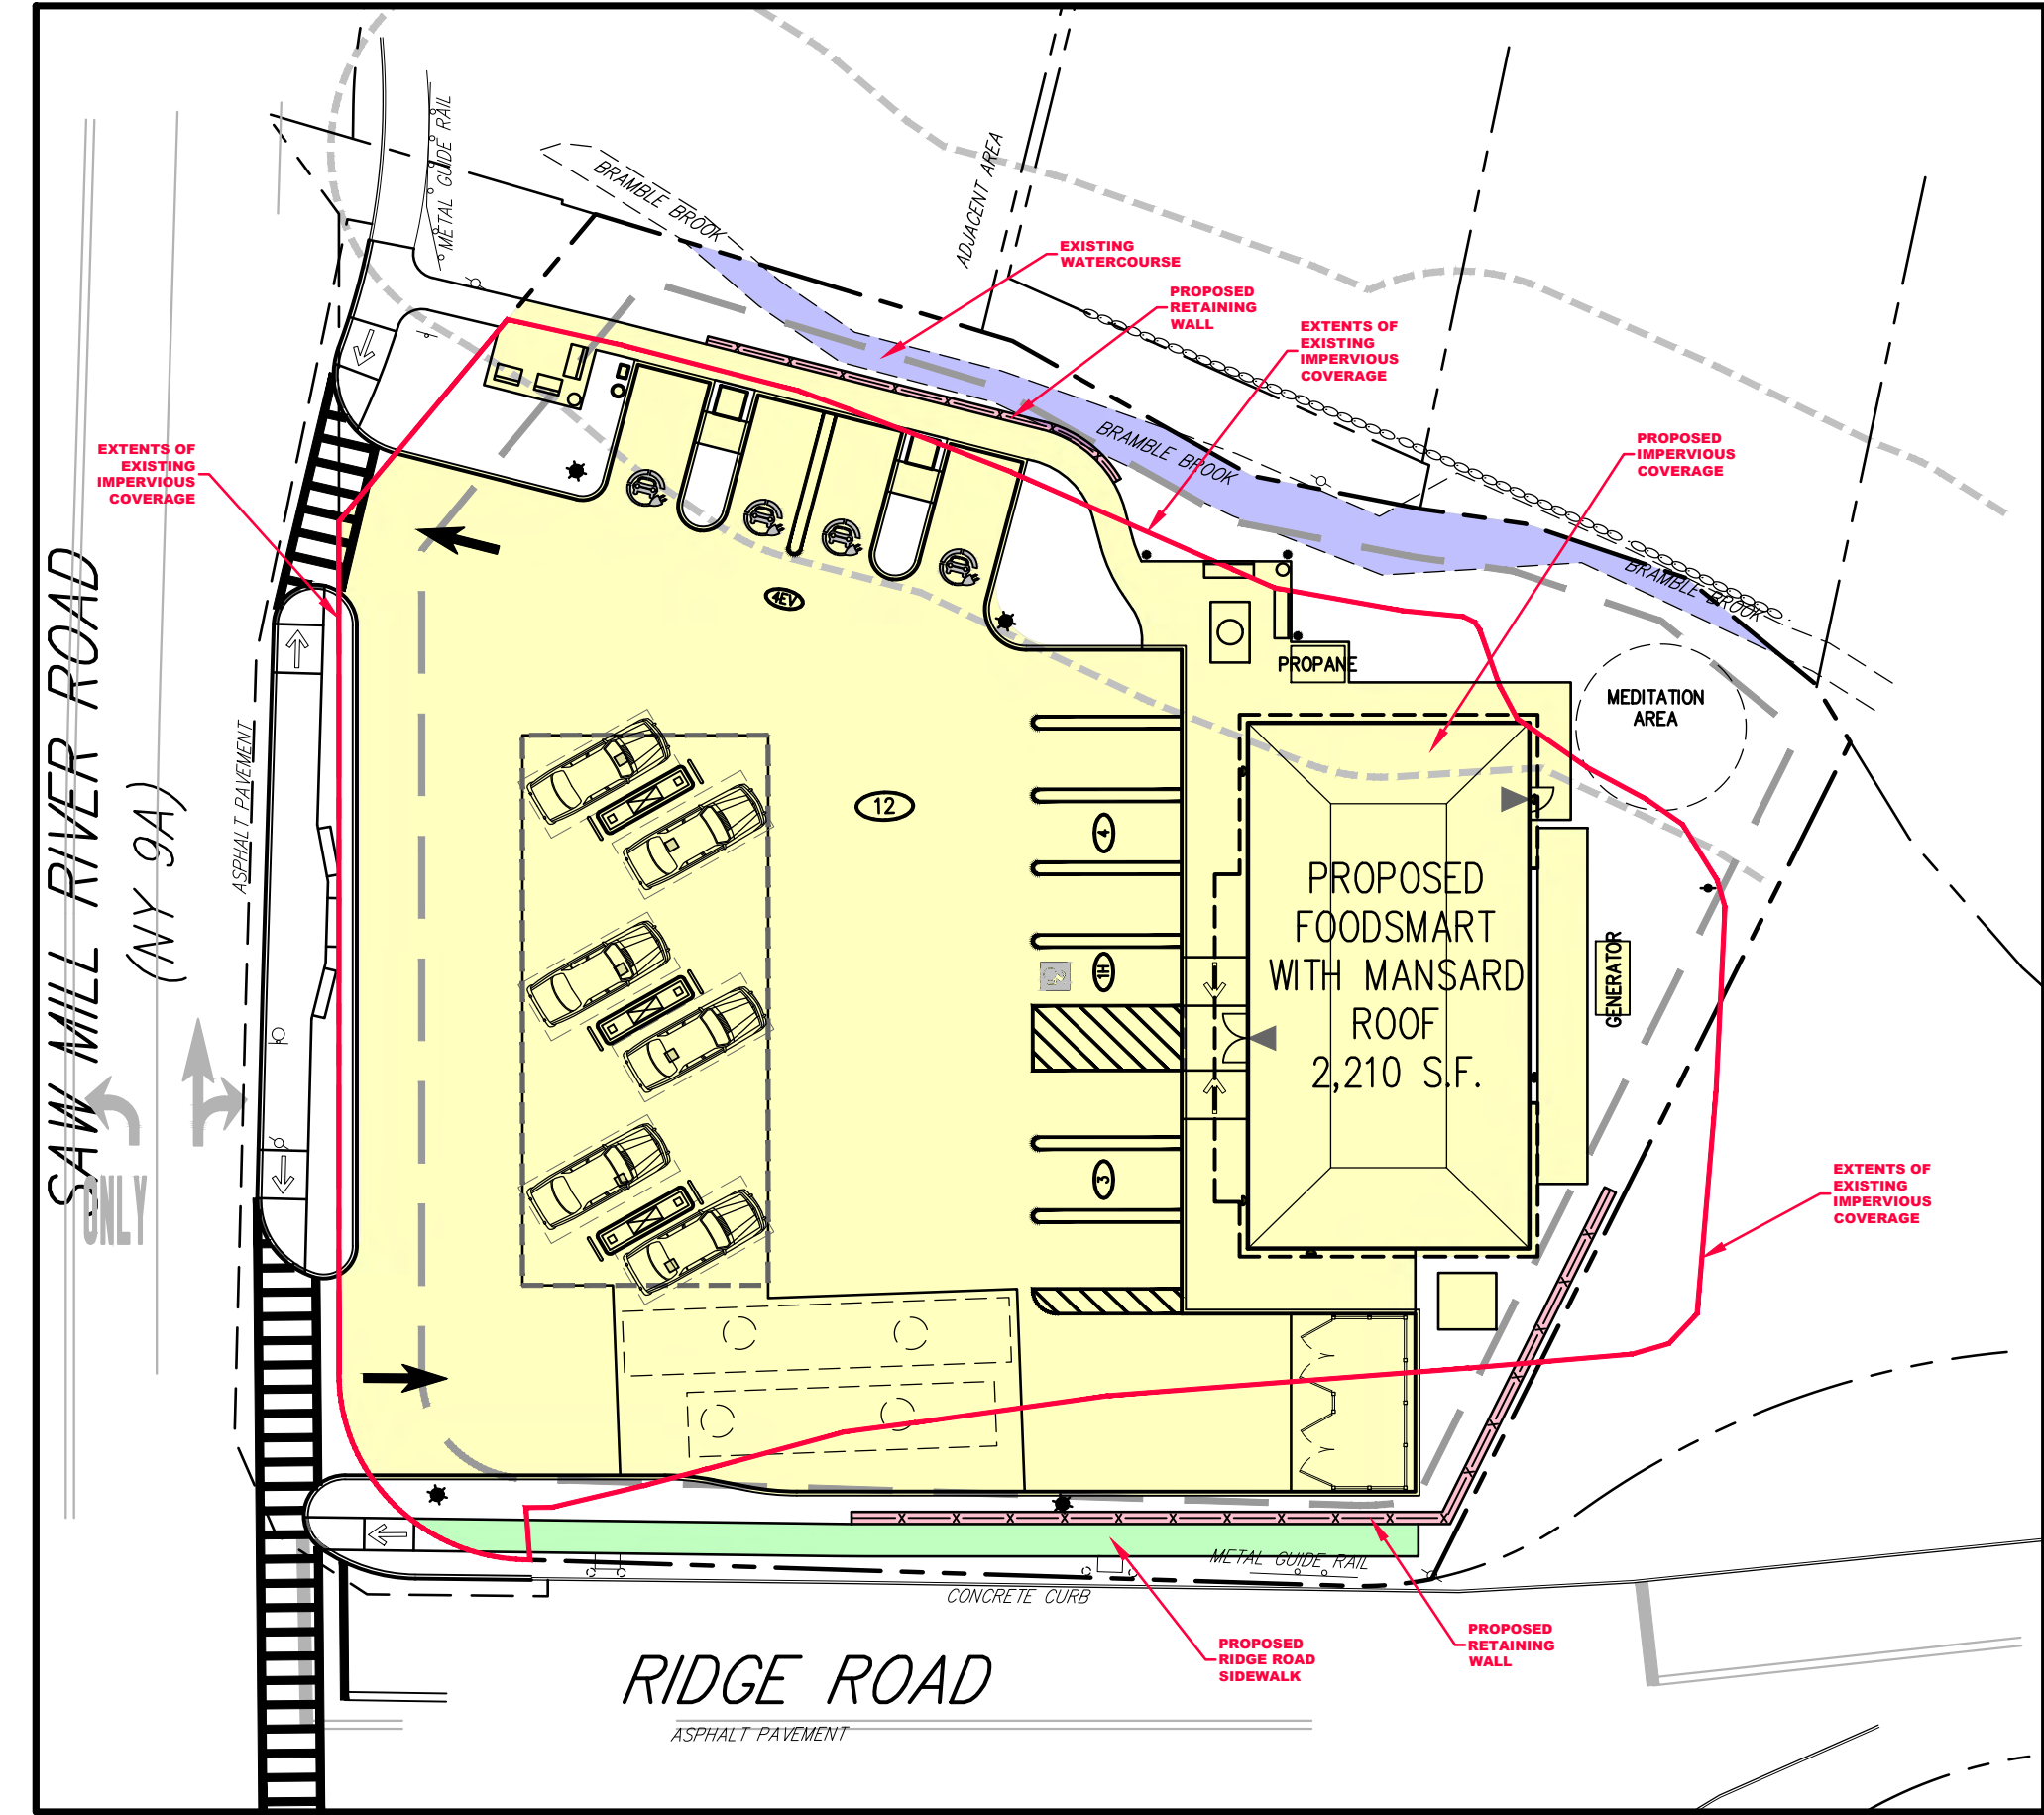 METAL GUIDE RAIL
BRAMBLE BROOK
ADJACENT AREA
EXISTING
WATERCOURSE
PROPOSED
RETAINING
WALL
EXTENTS OF
EXISTING
IMPERVIOUS
COVERAGE
EXTENTS OF
EXISTING
IMPERVIOUS
COVERAGE
BRAMBLE BROOK
PROPOSED
IMPERVIOUS
COVERAGE
BRAMBLE BROOK
4EV
PROPANE
MEDITATION
AREA
SAW MILL RIVER ROAD
(NY 9A)
ASPHALT PAVEMENT
12
4
1H
3
PROPOSED
FOODSMART
WITH MANSARD
ROOF
2,210 S.F.
GENERATOR
ONLY
EXTENTS OF
EXISTING
IMPERVIOUS
COVERAGE
METAL GUIDE RAIL
CONCRETE CURB
PROPOSED
RIDGE ROAD
SIDEWALK
PROPOSED
RETAINING
WALL
RIDGE ROAD
ASPHALT PAVEMENT